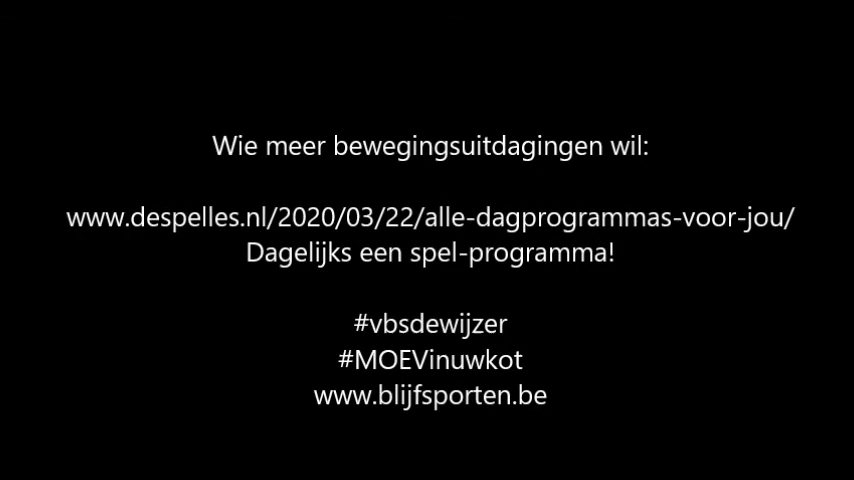 Wie meer bewegingsuitdagingen wil:
www.despelles.nl/2020/03/22/alle-dagprogrammas-voor-jou/
Dagelijks een spel-programma!
#vbsdewijzer
#MOEVinuwkot
www.blijfsporten.be